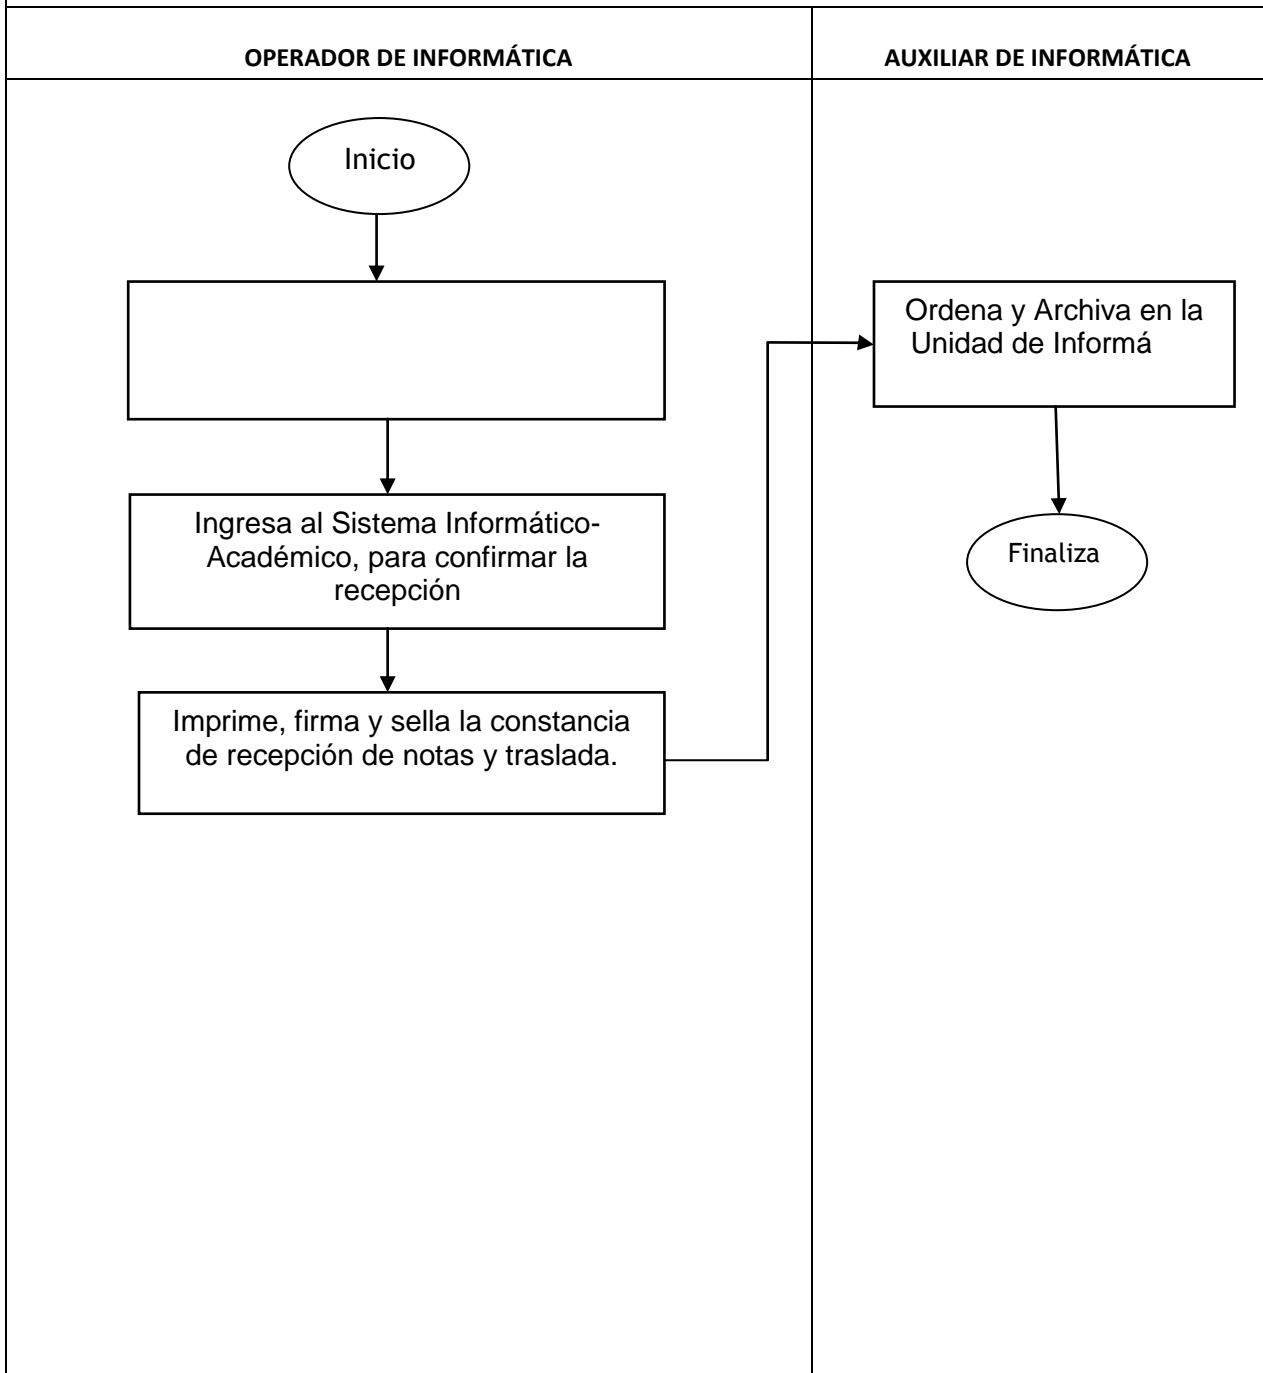 OPERADOR DE INFORMÁTICA
AUXILIAR DE INFORMÁTICA
Inicio
Ingresa al Sistema Informático-
Académico, para confirmar la
recepción
Imprime, firma y sella la constancia
de recepción de notas y traslada.
Ordena y Archiva en la
Unidad de Informá
Finaliza